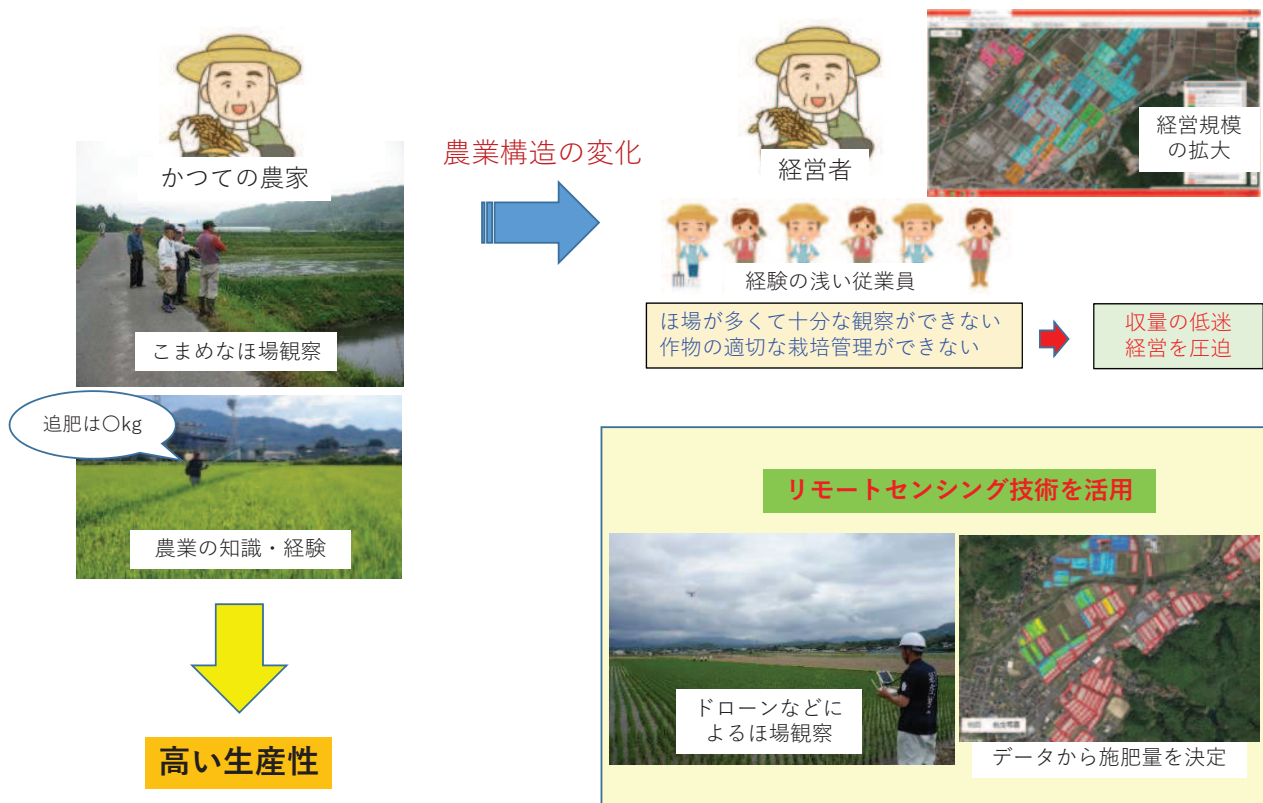 かつての農家
こまめなほ場観察
追肥は〇kg
農業の知識・経験
高い生産性
農業構造の変化
経営者
経営規模
の拡大
経験の浅い従業員
ほ場が多くて十分な観察ができない
作物の適切な栽培管理ができない
収量の低迷
経営を圧迫
リモートセンシング技術を活用
ドローンなどに
よるほ場観察
データから施肥量を決定